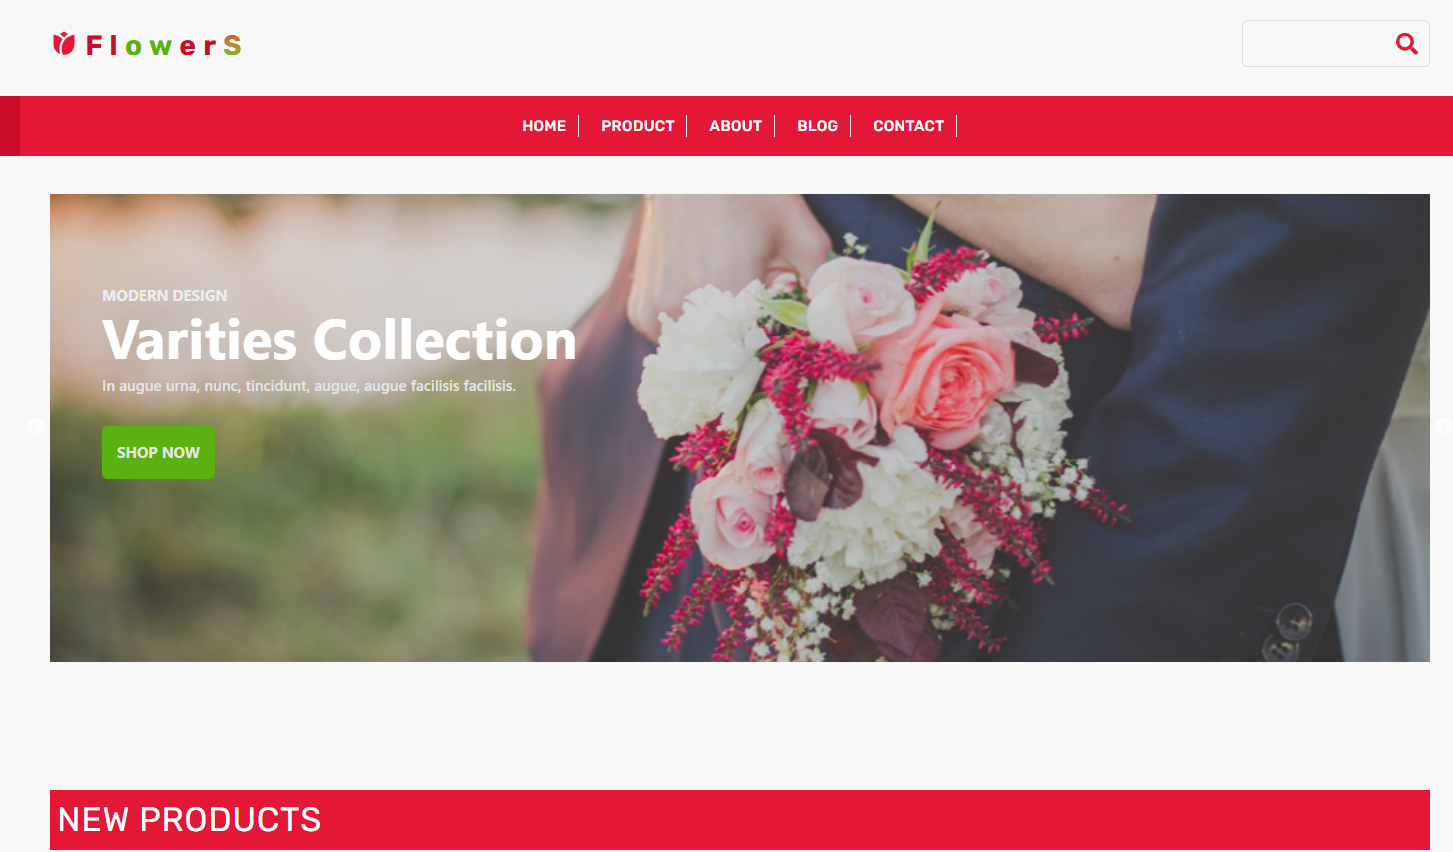 FlowerS
HOME PRODUCT ABOUT BLOG CONTACT
MODERN DESIGN
Varities Collection
In augue urna, nunc, tincidunt, augue, augue facilisis facilisis.
SHOP NOW
NEW PRODUCTS